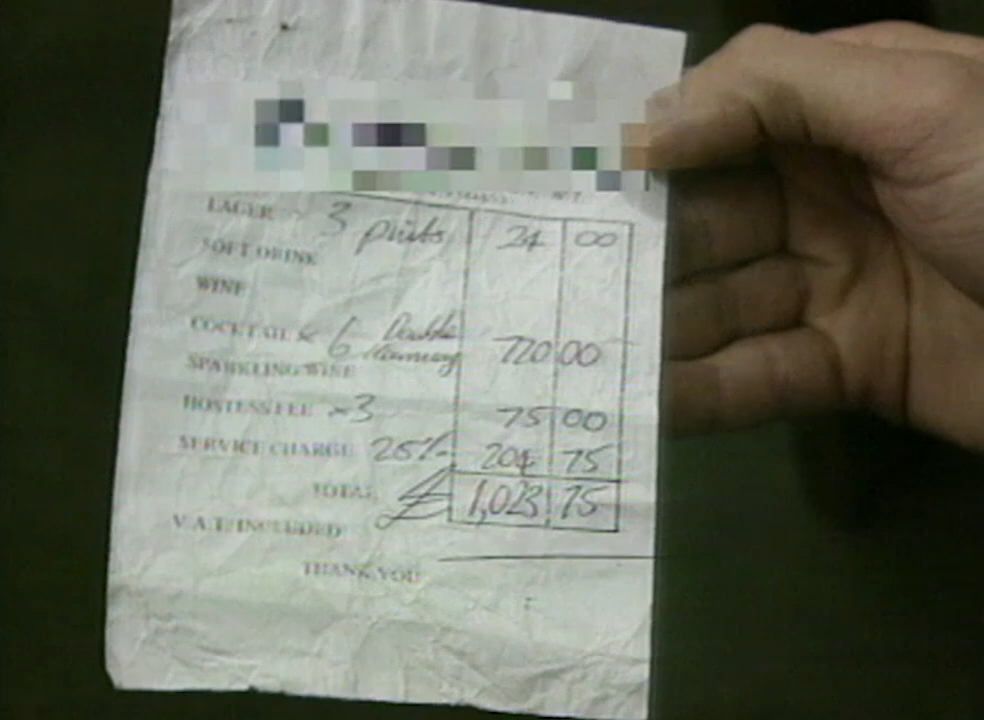 LAGER 3 pints 24 00
SOFT DRINK
WINE
COCKTAILS 6 Double 720 00
SPARKLING WINE
HOSTESS FEE x3 75 00
SERVICE CHARGE 25% 204 75
TOTAL £ 1,023 75
V.A.T. INCLUDED
THANK YOU